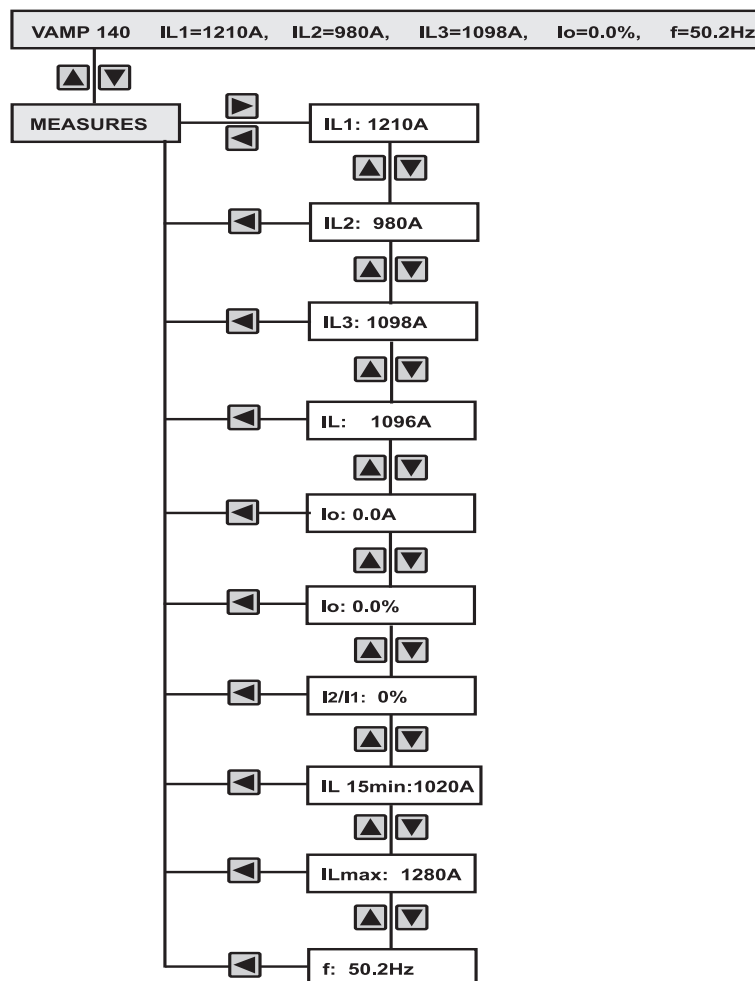 VAMP 140 IL1=1210A, IL2=980A, IL3=1098A, Io=0.0%, f=50.2Hz
MEASURES
IL1: 1210A
IL2: 980A
IL3: 1098A
IL: 1096A
Io: 0.0A
Io: 0.0%
I2/I1: 0%
IL 15min:1020A
ILmax: 1280A
f: 50.2Hz